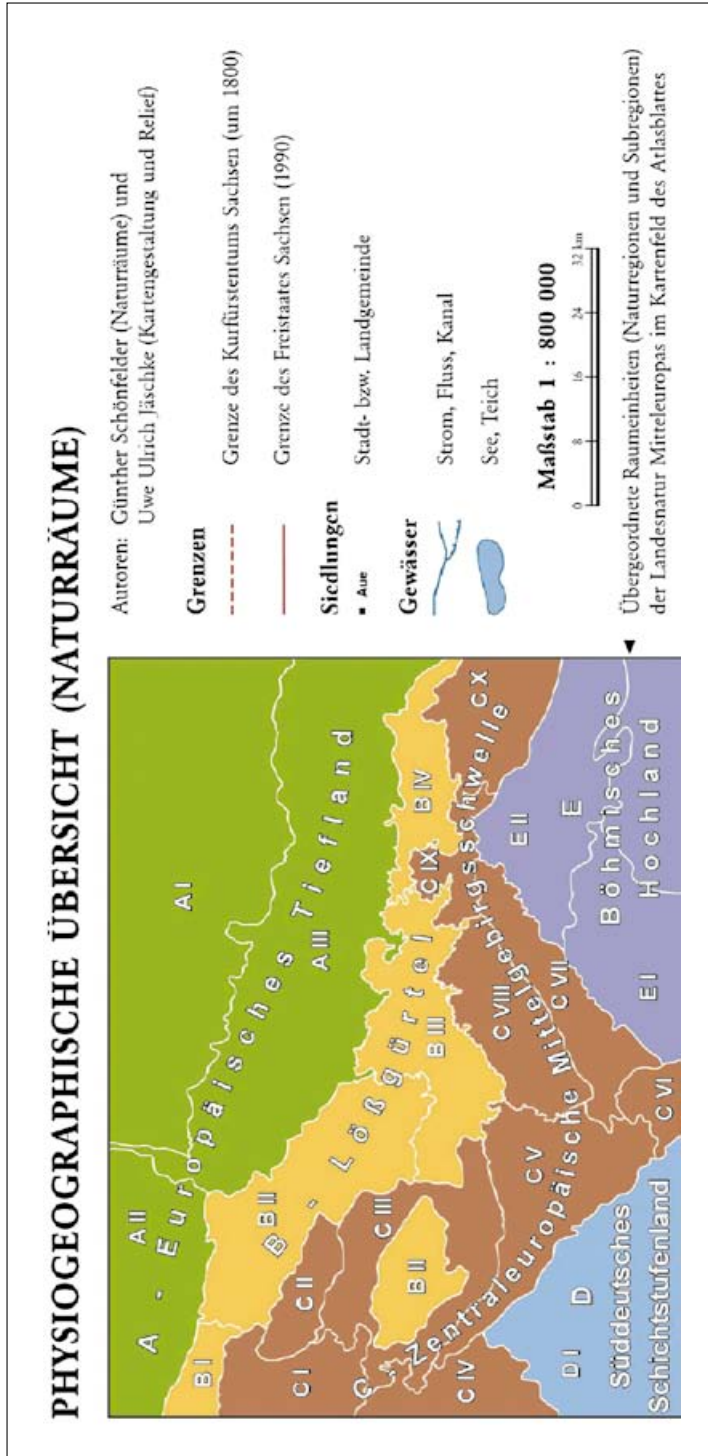 PHYSIOGEOGRAPHISCHE ÜBERSICHT (NATURRÄUME)
Autoren: Günther Schönfelder (Naturräume) und
Uwe Ulrich Jäschke (Kartengestaltung und Relief)
Grenzen
Grenze des Kurfürstentums Sachsen (um 1800)
Grenze des Freistaates Sachsen (1990)
Siedlungen
Aue
Stadt- bzw. Landgemeinde
Gewässer
Strom, Fluss, Kanal
See, Teich
Maßstab 1 : 800 000
0 8 16 24 32 km
Übergeordnete Raumeinheiten (Naturregionen und Subregionen)
der Landesnatur Mitteleuropas im Kartenfeld des Atlasblattes
A II
A I
A - Europäisches Tiefland
A III
B I
B II
B - Lößgürtel
B III
B IV
C I
C II
C III
B II
C IX
C X
C VIII
C VII
C V
C IV
C VI
C - Zentraleuropäische Mittelgebirgsschwelle
D I
D
Süddeutsches
Schichtstufenland
E II
E
Böhmisches
E I
Hochland